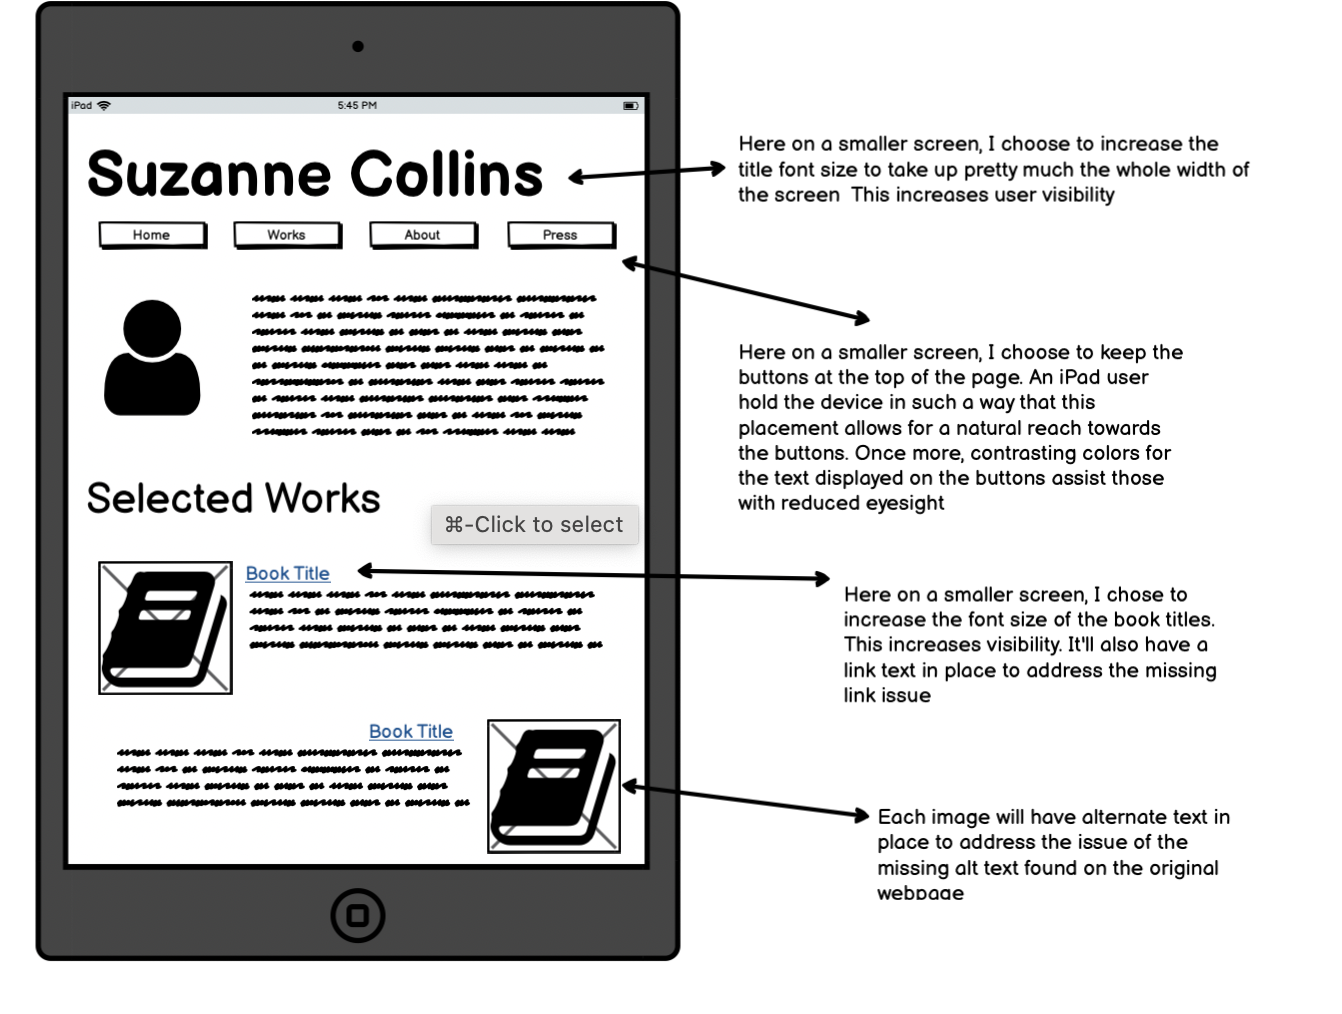 iPad
5:45 PM
Suzanne Collins
Home
Works
About
Press
Selected Works
⌘-Click to select
Book Title
Book Title
Here on a smaller screen, I choose to increase the
title font size to take up pretty much the whole width of
the screen  This increases user visibility
Here on a smaller screen, I choose to keep the
buttons at the top of the page. An iPad user
hold the device in such a way that this
placement allows for a natural reach towards
the buttons. Once more, contrasting colors for
the text displayed on the buttons assist those
with reduced eyesight
Here on a smaller screen, I chose to
increase the font size of the book titles.
This increases visibility. It'll also have a
link text in place to address the missing
link issue
Each image will have alternate text in
place to address the issue of the
missing alt text found on the original
webpage